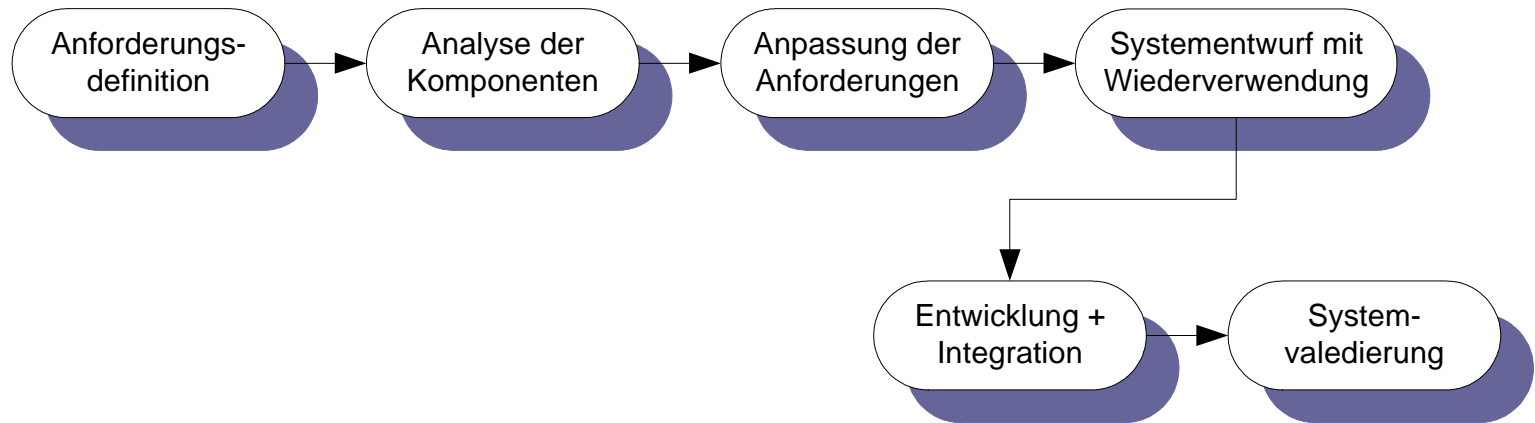 Anforderungs-
definition
Analyse der
Komponenten
Anpassung der
Anforderungen
Systementwurf mit
Wiederverwendung
Entwicklung +
Integration
System-
valedierung